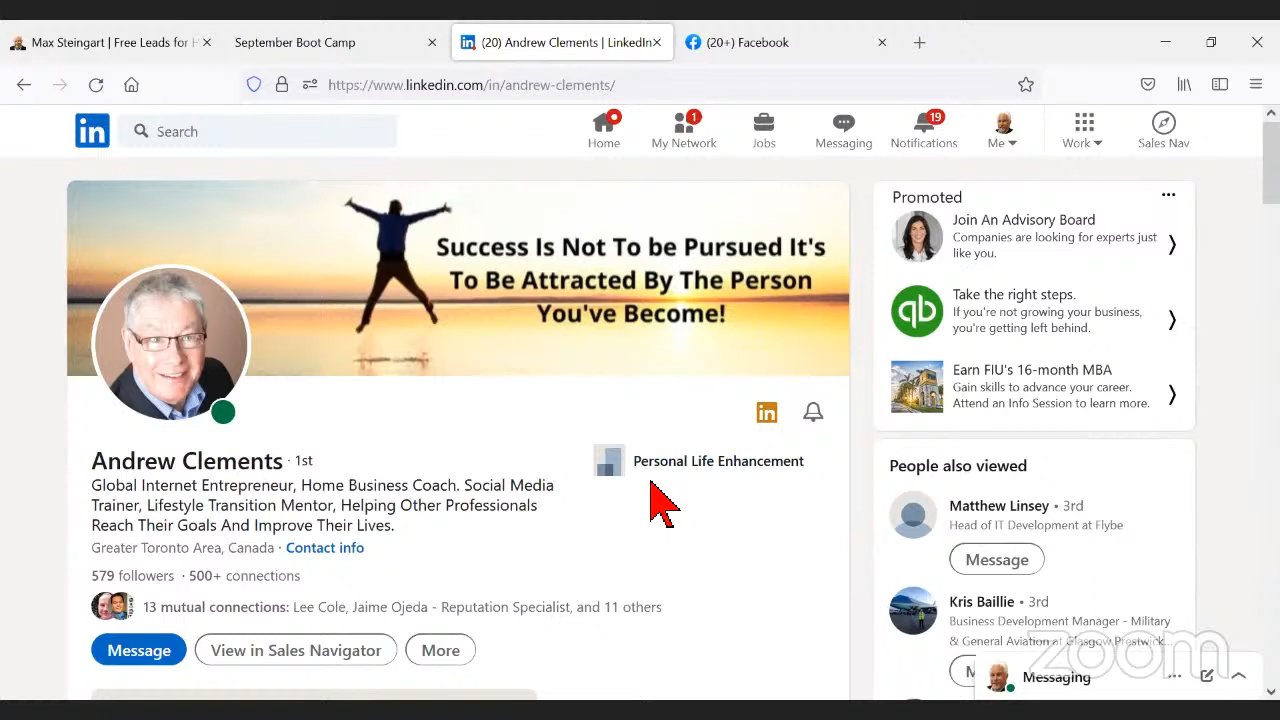 Max Steingart | Free Leads for H
September Boot Camp
(20) Andrew Clements | LinkedIn
(20+) Facebook
https://www.linkedin.com/in/andrew-clements/
in
Search
Home
1
My Network
Jobs
Messaging
19
Notifications
Me
Work
Sales Nav
Success Is Not To be Pursued It's
To Be Attracted By The Person
You've Become!
in
Andrew Clements · 1st
Personal Life Enhancement
Global Internet Entrepreneur, Home Business Coach. Social Media
Trainer, Lifestyle Transition Mentor, Helping Other Professionals
Reach Their Goals And Improve Their Lives.
Greater Toronto Area, Canada · Contact info
579 followers · 500+ connections
13 mutual connections: Lee Cole, Jaime Ojeda - Reputation Specialist, and 11 others
Message
View in Sales Navigator
More
Promoted
Join An Advisory Board
Companies are looking for experts just
like you.
qb
Take the right steps.
If you're not growing your business,
you're getting left behind.
Earn FIU's 16-month MBA
Gain skills to advance your career.
Attend an Info Session to learn more.
People also viewed
Matthew Linsey • 3rd
Head of IT Development at Flybe
Message
Kris Baillie • 3rd
Business Development Manager - Military
& General Aviation at Glasgow Prestwick...
Messaging
zoom